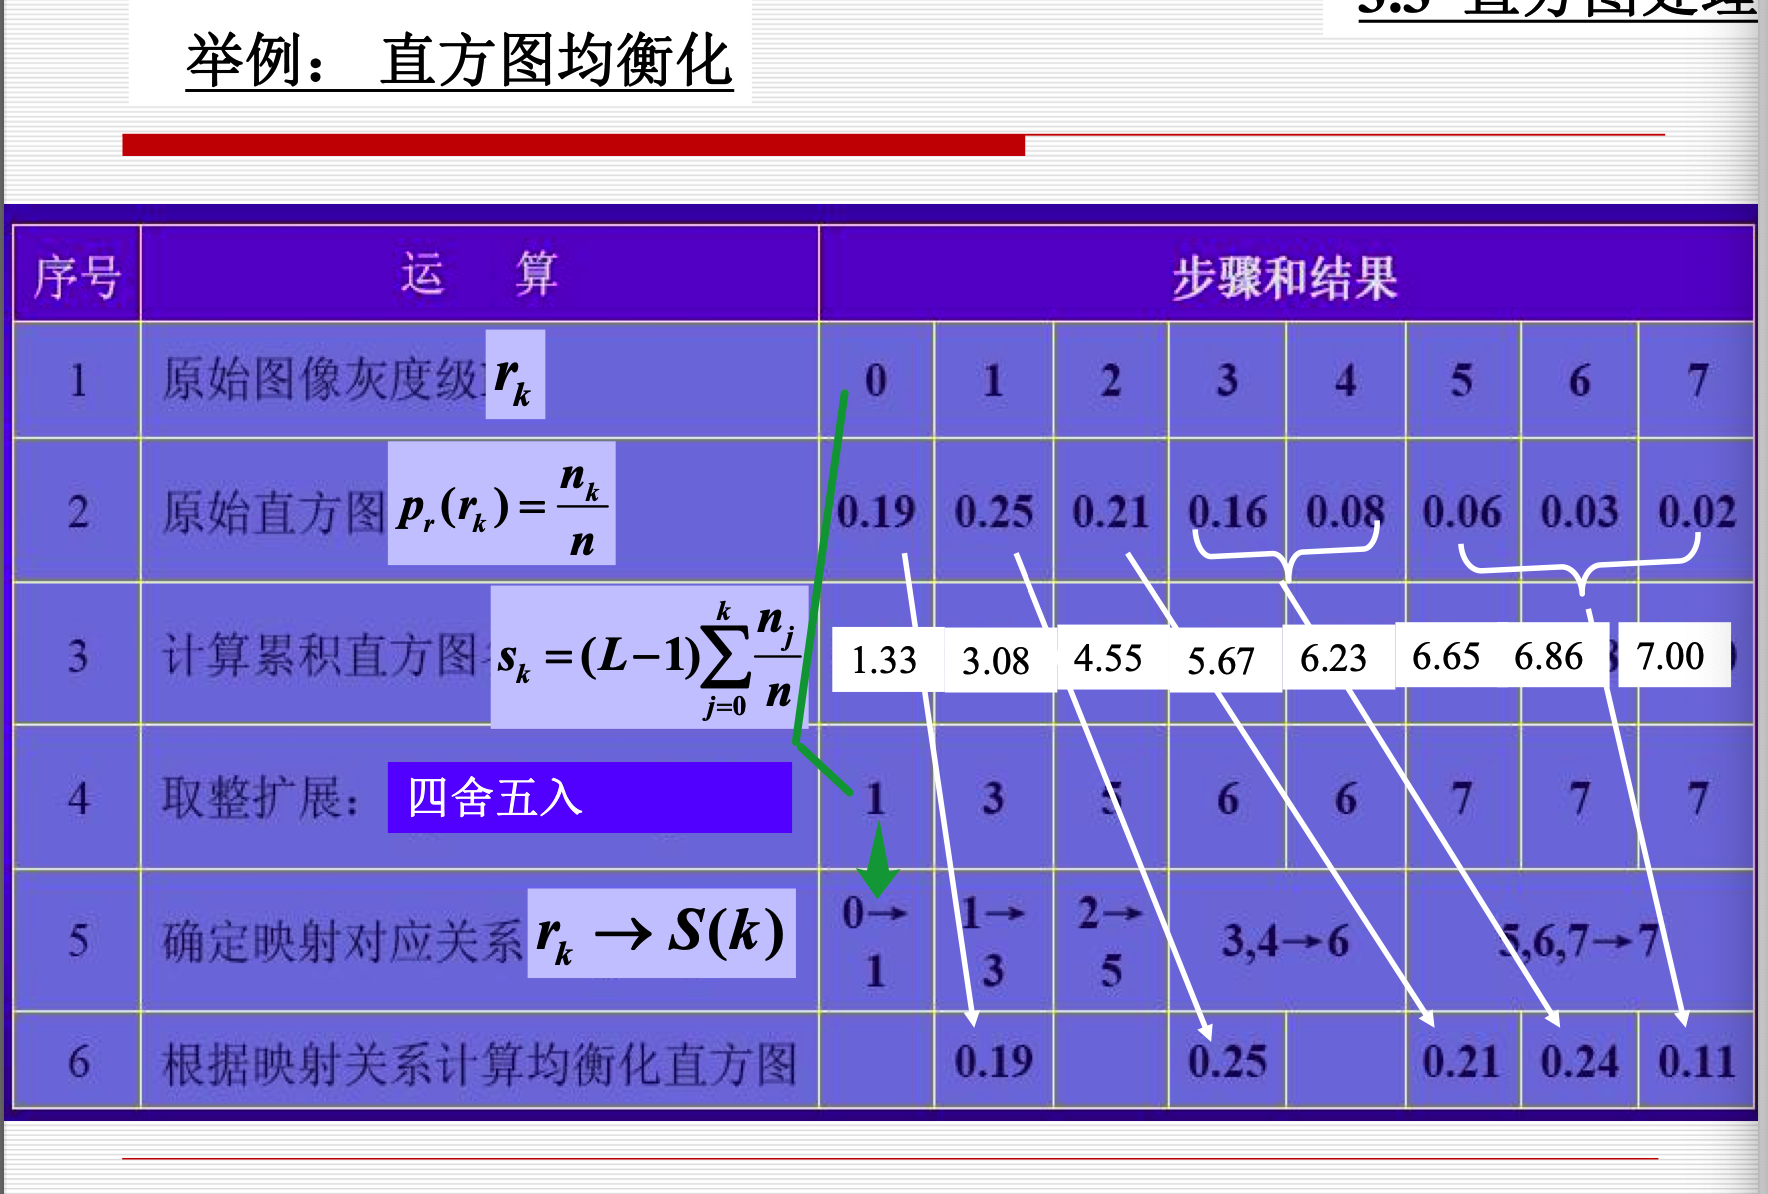 3.3 直方图处理
举例： 直方图均衡化
序号 运 算 步骤和结果
1 原始图像灰度级 r_k 0 1 2 3 4 5 6 7
2 原始直方图 p_r(r_k)=n_k/n 0.19 0.25 0.21 0.16 0.08 0.06 0.03 0.02
3 计算累积直方图 s_k=(L−1)∑_{j=0}^{k} n_j/n 1.33 3.08 4.55 5.67 6.23 6.65 6.86 7.00
4 取整扩展： 四舍五入 1 3 5 6 6 7 7 7
5 确定映射对应关系 r_k→S(k) 0→1 1→3 2→5 3,4→6 5,6,7→7
6 根据映射关系计算均衡化直方图 0.19 0.25 0.21 0.24 0.11